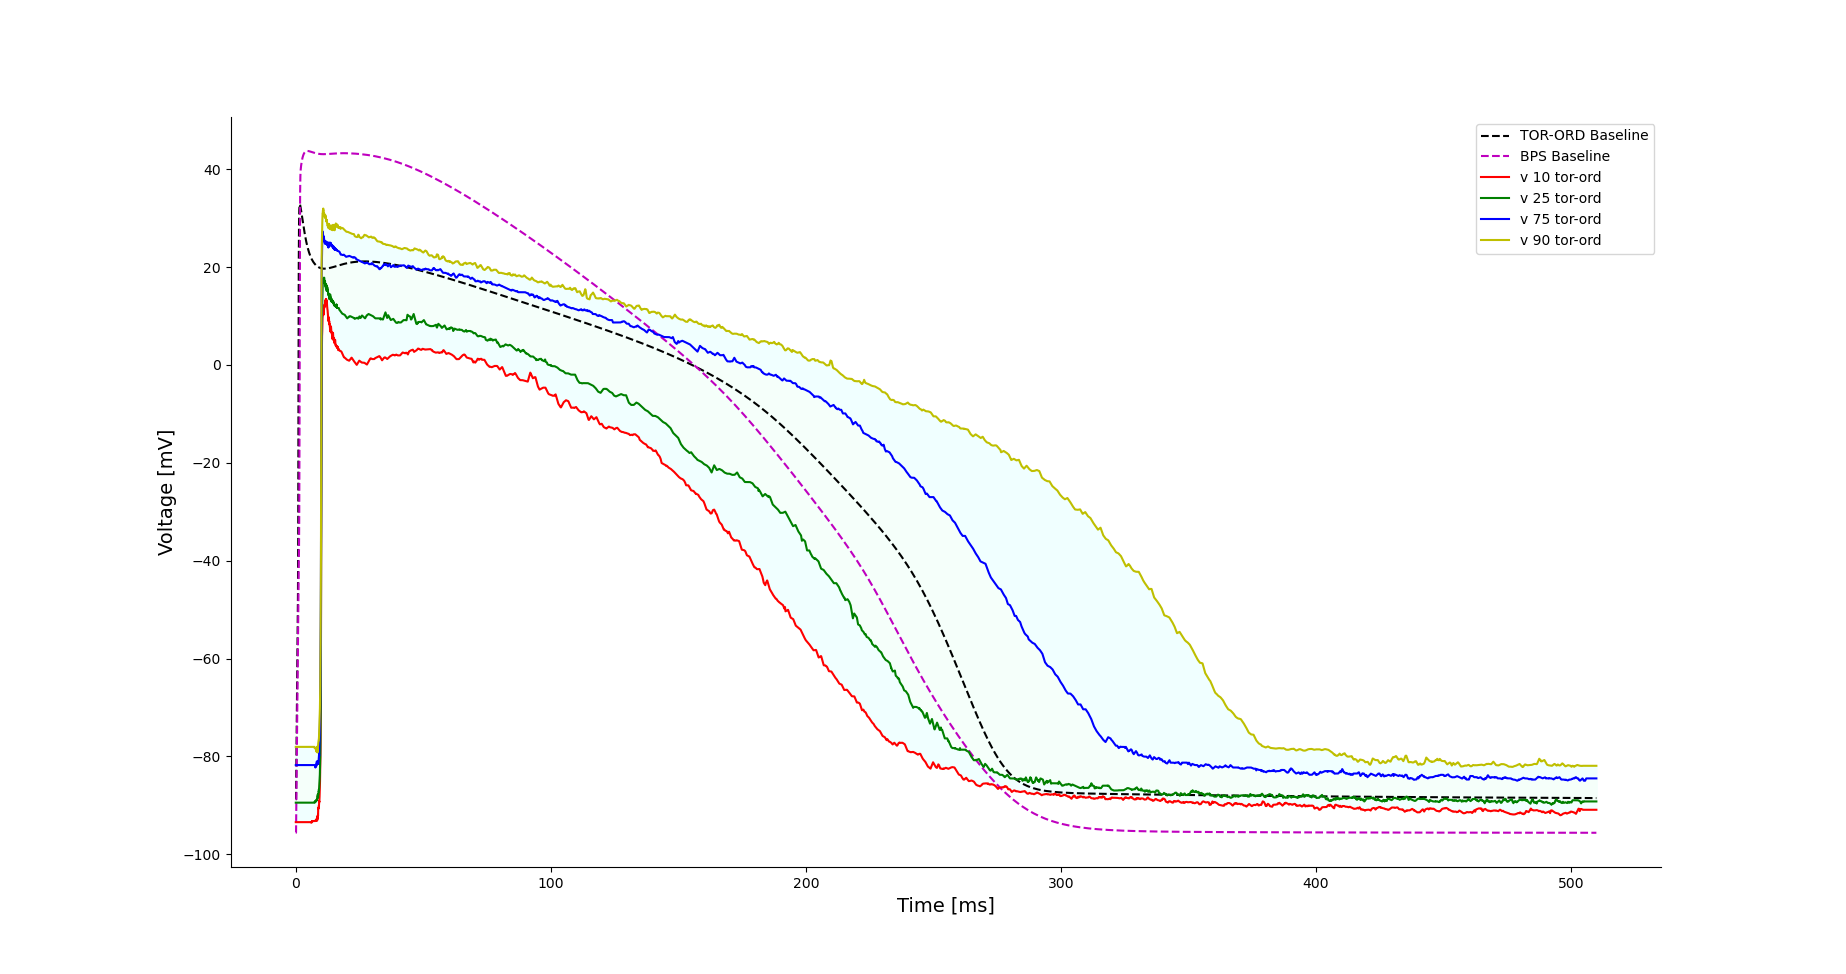 TOR-ORD Baseline
BPS Baseline
v 10 tor-ord
v 25 tor-ord
v 75 tor-ord
v 90 tor-ord
40
20
0
−20
−40
−60
−80
−100
Voltage [mV]
0 100 200 300 400 500
Time [ms]